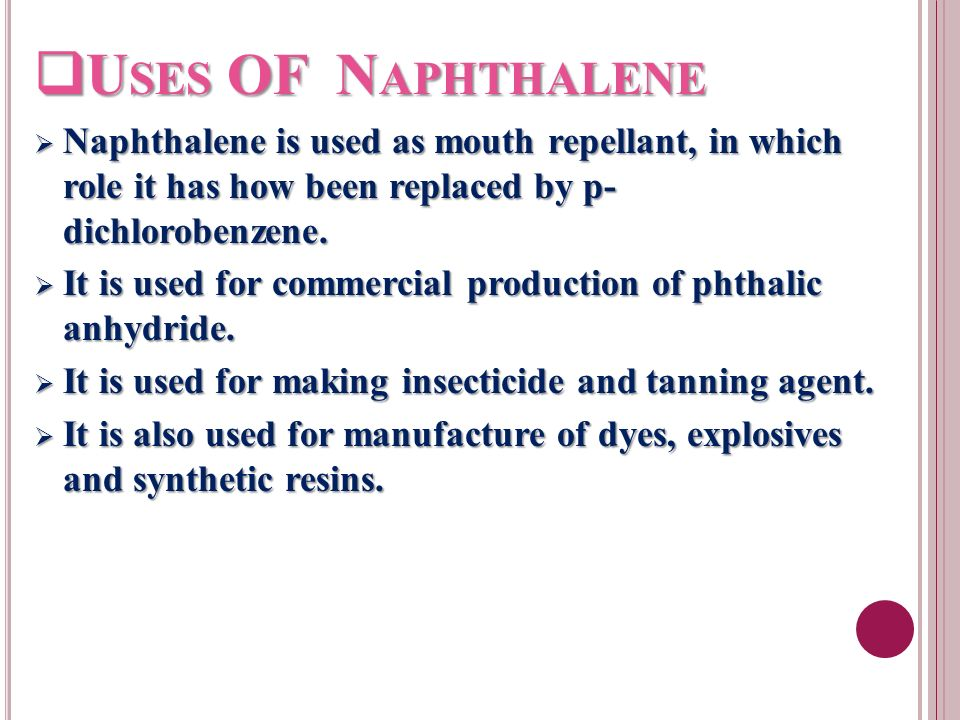 ❑USES OF NAPHTHALENE
➢ Naphthalene is used as mouth repellant, in which
role it has how been replaced by p-
dichlorobenzene.
➢ It is used for commercial production of phthalic
anhydride.
➢ It is used for making insecticide and tanning agent.
➢ It is also used for manufacture of dyes, explosives
and synthetic resins.